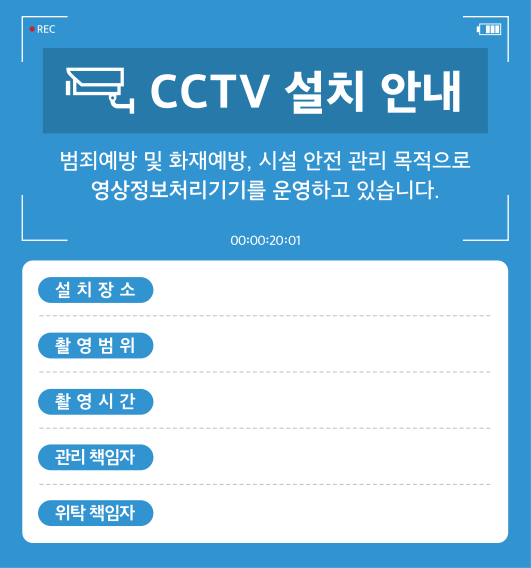 REC
CCTV 설치 안내
범죄예방 및 화재예방, 시설 안전 관리 목적으로
영상정보처리기기를 운영하고 있습니다.
00:00:20:01
설치장소
촬영범위
촬영시간
관리 책임자
위탁 책임자